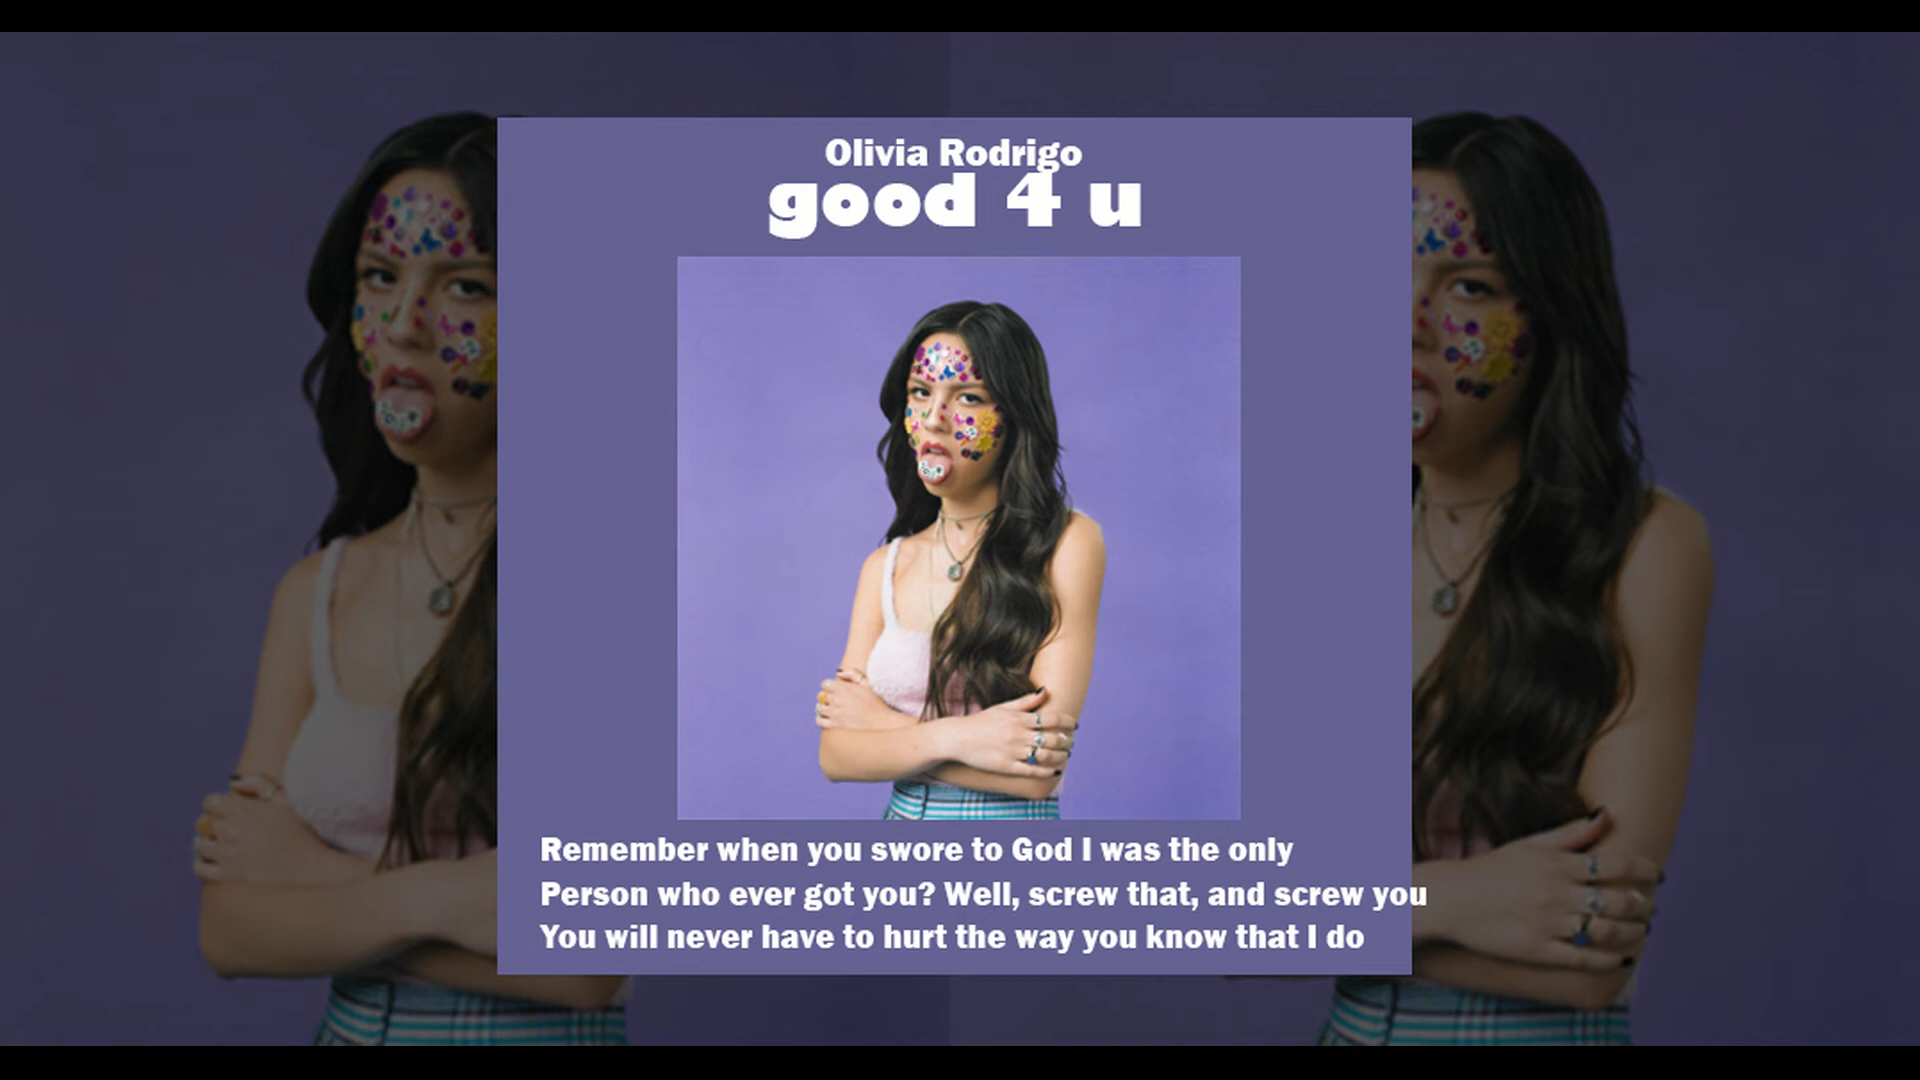 Olivia Rodrigo
good 4 u
Remember when you swore to God I was the only
Person who ever got you? Well, screw that, and screw you
You will never have to hurt the way you know that I do